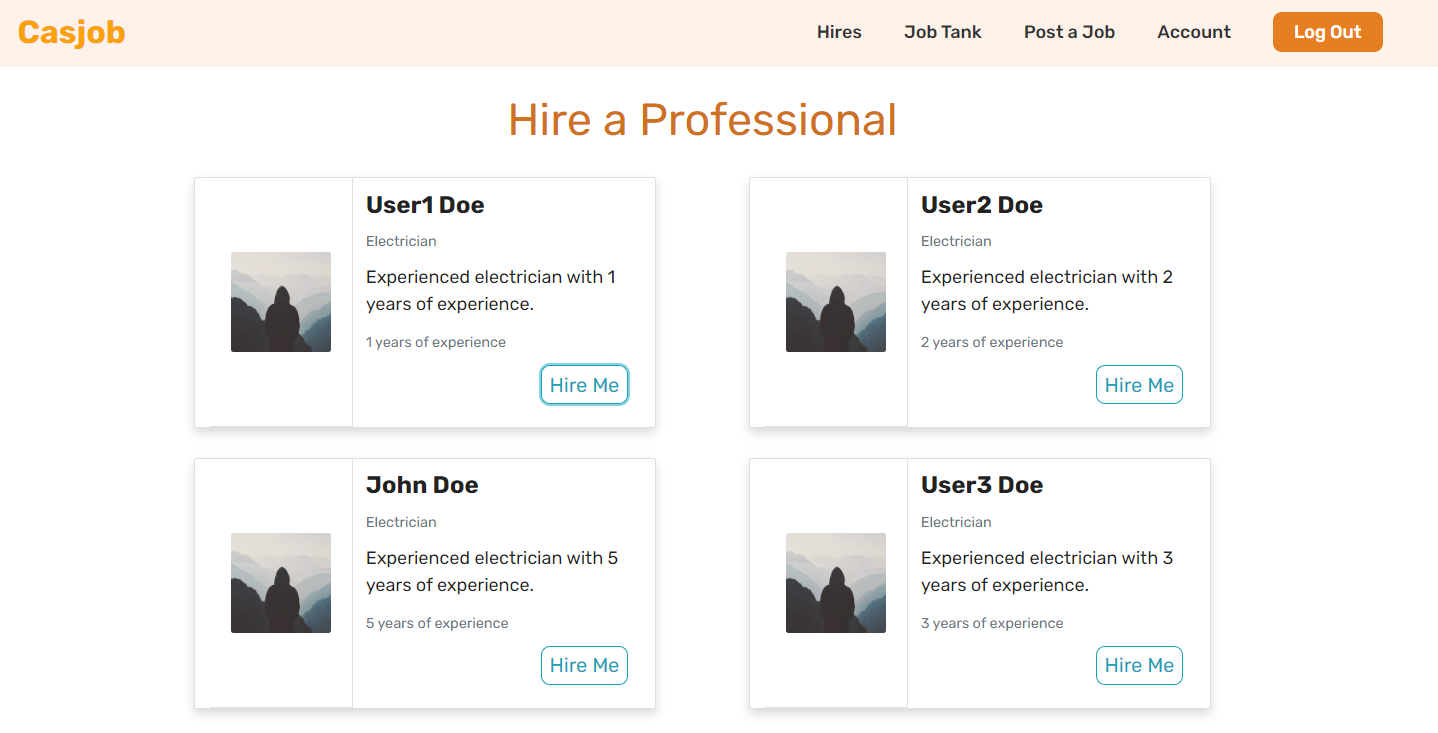 Casjob
Hires
Job Tank
Post a Job
Account
Log Out
Hire a Professional
User1 Doe
Electrician
Experienced electrician with 1
years of experience.
1 years of experience
Hire Me
User2 Doe
Electrician
Experienced electrician with 2
years of experience.
2 years of experience
Hire Me
John Doe
Electrician
Experienced electrician with 5
years of experience.
5 years of experience
Hire Me
User3 Doe
Electrician
Experienced electrician with 3
years of experience.
3 years of experience
Hire Me